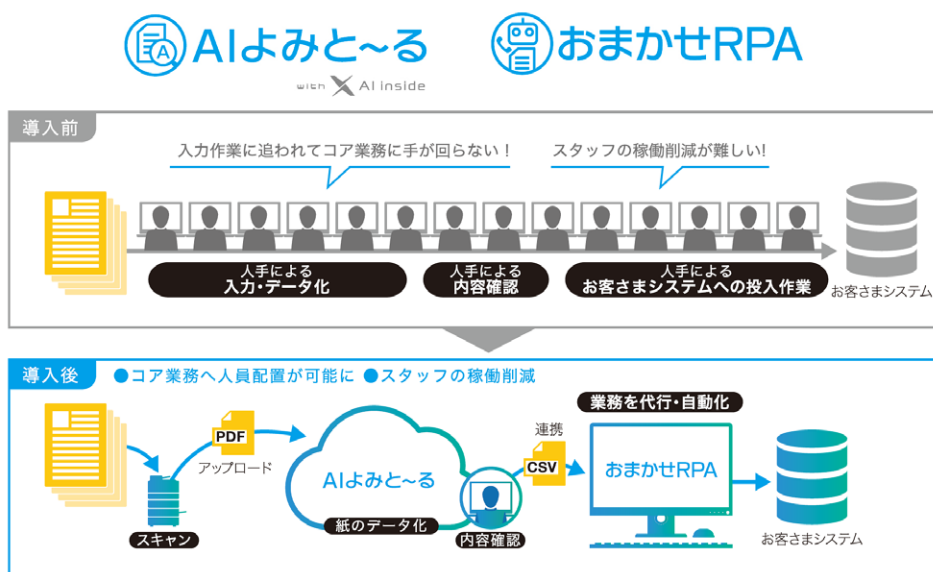 AIよみと〜る
with AI inside
おまかせRPA
導入前
入力作業に追われてコア業務に手が回らない！
スタッフの稼働削減が難しい!
人手による
入力・データ化
人手による
内容確認
人手による
お客さまシステムへの投入作業
お客さまシステム
導入後
●コア業務へ人員配置が可能に ●スタッフの稼働削減
スキャン
PDF
アップロード
AIよみと〜る
紙のデータ化
内容確認
連携
CSV
業務を代行・自動化
おまかせRPA
お客さまシステム